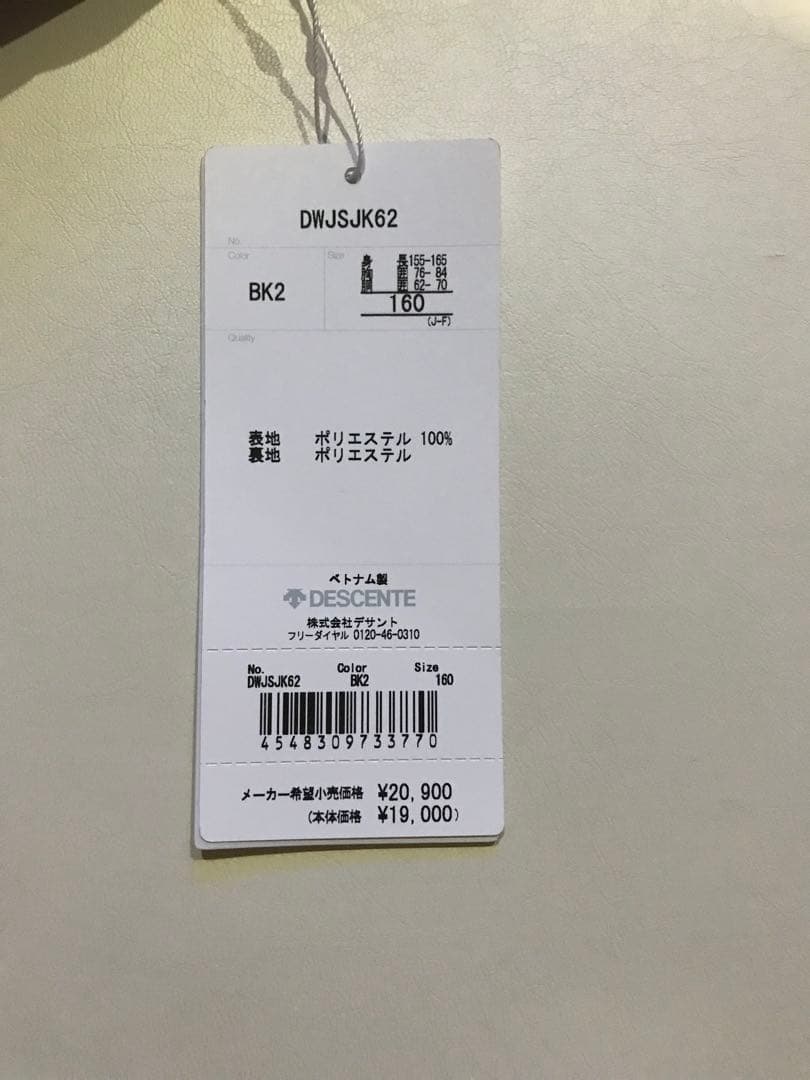 DWJSJK62
No.
Color
Size
BK2
身 長155-165
胸 囲 76- 84
胴 囲 62- 70
160
(J-F)
Quality
表地 ポリエステル 100%
裏地 ポリエステル
ベトナム製
DESCENTE
株式会社デサント
フリーダイヤル 0120-46-0310
No. Color Size
DWJSJK62 BK2 160
4548309733770
メーカー希望小売価格 ¥20,900
(本体価格 ¥19,000)